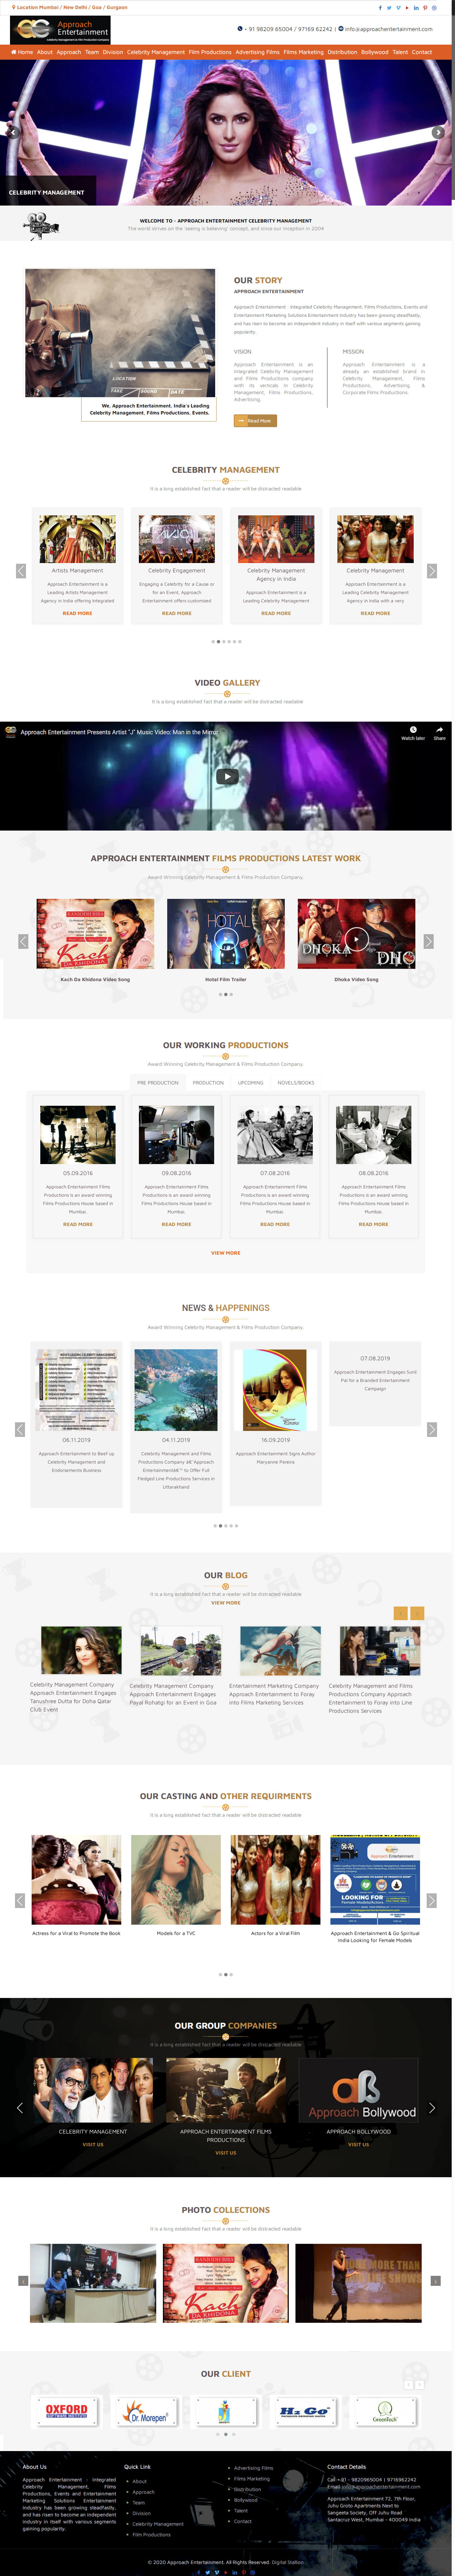 Location Mumbai / New Delhi / Goa / Gurgaon
Approach
Entertainment
Celebrity Management & Film Production Company
+ 91 98209 65004 / 97169 62242 | info@approachentertainment.com
Home About Approach Team Division Celebrity Management Film Productions Advertising Films Films Marketing Distribution Bollywood Talent Contact
CELEBRITY MANAGEMENT
WELCOME TO - APPROACH ENTERTAINMENT CELEBRITY MANAGEMENT
The world strives on the 'seeing is believing' concept, and since our inception in 2004
OUR STORY
APPROACH ENTERTAINMENT
Approach Entertainment : Integrated Celebrity Management, Films Productions, Events and
Entertainment Marketing Solutions Entertainment Industry has been growing steadfastly,
and has risen to become an independent industry in itself with various segments gaining
popularity.
LOCATION
TAKE SOUND DATE
We, Approach Entertainment, India's Leading
Celebrity Management, Films Productions, Events.
VISION
Approach Entertainment is an
Integrated Celebrity Management
and Films Productions company
with its verticals in Celebrity
Management, Films Productions,
Advertising,
MISSION
Approach Entertainment is a
already an established brand in
Celebrity Management, Films
Productions, Advertising &
Corporate Films Productions.
Read More
CELEBRITY MANAGEMENT
It is a long established fact that a reader will be distracted readable
Artists Management
Approach Entertainment is a
Leading Artists Management
Agency in India offering Integrated
READ MORE
Celebrity Engagement
Engaging a Celebrity for a Cause or
for an Event, Approach
Entertainment offers customised
READ MORE
Celebrity Management
Agency in India
Approach Entertainment is a
Leading Celebrity Management
READ MORE
Celebrity Management
Approach Entertainment is a
Leading Celebrity Management
Agency in India with a very
READ MORE
VIDEO GALLERY
It is a long established fact that a reader will be distracted readable
Approach Entertainment Presents Artist "J" Music Video: Man in the Mirror
Watch later Share
APPROACH ENTERTAINMENT FILMS PRODUCTIONS LATEST WORK
Award Winning Celebrity Management & Films Production Company.
BANSIDHI BIRA
Kach
DA KHIDONA
HOTAL
DHOKA
Kach Da Khidona Video Song
Hotel Film Trailer
Dhoka Video Song
OUR WORKING PRODUCTIONS
Award Winning Celebrity Management & Films Production Company.
PRE PRODUCTION PRODUCTION UPCOMING NOVELS/BOOKS
05.09.2016
Approach Entertainment Films
Productions is an award winning
Films Productions House based in
Mumbai.
READ MORE
09.08.2016
Approach Entertainment Films
Productions is an award winning
Films Productions House based in
Mumbai.
READ MORE
07.08.2016
Approach Entertainment Films
Productions is an award winning
Films Productions House based in
Mumbai.
READ MORE
08.08.2016
Approach Entertainment Films
Productions is an award winning
Films Productions House based in
Mumbai.
READ MORE
VIEW MORE
NEWS & HAPPENINGS
Award Winning Celebrity Management & Films Production Company.
06.11.2019
Approach Entertainment to Beef up
Celebrity Management and
Endorsements Business
04.11.2019
Celebrity Management and Films
Productions Company â€˜Approach
Entertainmentâ€™ to Offer Full
Fledged Line Productions Services in
Uttarakhand
16.09.2019
Approach Entertainment Signs Author
Maryanne Pereira
07.08.2019
Approach Entertainment Engages Sunil
Pal for a Branded Entertainment
Campaign
OUR BLOG
It is a long established fact that a reader will be distracted readable
VIEW MORE
Celebrity Management Company
Approach Entertainment Engages
Tanushree Dutta for Doha Qatar
Club Event
Celebrity Management Company
Approach Entertainment Engages
Payal Rohatgi for an Event in Goa
Entertainment Marketing Company
Approach Entertainment to Foray
into Films Marketing Services
Celebrity Management and Films
Productions Company Approach
Entertainment to Foray into Line
Productions Services
OUR CASTING AND OTHER REQUIRMENTS
It is a long established fact that a reader will be distracted readable
Approach Entertainment
LOOKING FOR
Actress for a Viral to Promote the Book
Models for a TVC
Actors for a Viral Film
Approach Entertainment & Go Spiritual
India Looking for Female Models
OUR GROUP COMPANIES
It is a long established fact that a reader will be distracted readable
Approach Bollywood
CELEBRITY MANAGEMENT
VISIT US
APPROACH ENTERTAINMENT FILMS
PRODUCTIONS
VISIT US
APPROACH BOLLYWOOD
VISIT US
PHOTO COLLECTIONS
It is a long established fact that a reader will be distracted readable
BANSIDHI BIRA
Kach
DA KHIDONA
OUR CLIENT
OXFORD
SOFTWARE INSTITUTE
Dr. Morepen
H2Go
GreenTech
About Us
Approach Entertainment : Integrated
Celebrity Management, Films
Productions, Events and Entertainment
Marketing Solutions Entertainment
Industry has been growing steadfastly,
and has risen to become an independent
industry in itself with various segments
gaining popularity.
Quick Link
About
Approach
Team
Division
Celebrity Management
Film Productions
Advertising Films
Films Marketing
Distribution
Bollywood
Talent
Contact
Contact Details
Call +91 - 9820965004 | 9716962242
Email info@approachentertainment.com
Approach Entertainment 72, 7th Floor,
Juhu Griato Apartments Next to
Sangeeta Society, Off Juhu Road
Santacruz West, Mumbai - 400049 India
© 2020 Approach Entertainment. All Rights Reserved. Digital Station